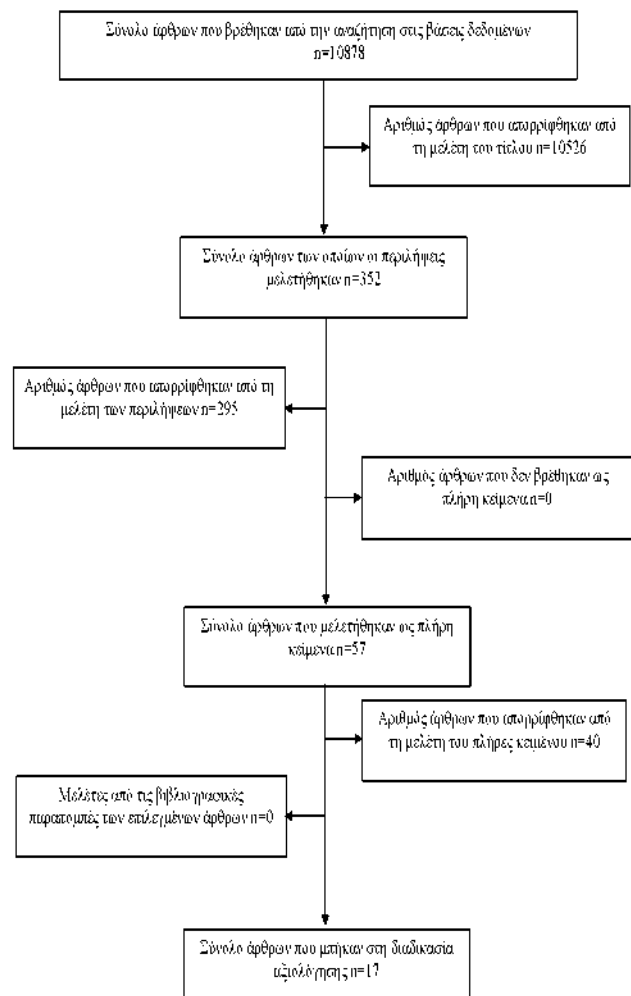 Σύνολο άρθρων που βρέθηκαν από την αναζήτηση στις βάσεις δεδομένων
n=10878
Αριθμός άρθρων που απορρίφθηκαν από
τη μελέτη του τίτλου n=10526
Σύνολο άρθρων των οποίων οι περιλήψεις
μελετήθηκαν n=352
Αριθμός άρθρων που απορρίφθηκαν από τη
μελέτη των περιλήψεων n=295
Αριθμός άρθρων που δεν βρέθηκαν ως
πλήρη κείμενα n=0
Σύνολο άρθρων που μελετήθηκαν ως πλήρη
κείμενα n=57
Αριθμός άρθρων που απορρίφθηκαν από
τη μελέτη του πλήρες κειμένου n=40
Μελέτες από τις βιβλιογραφικές
παραπομπές των επιλεγμένων άρθρων n=0
Σύνολο άρθρων που μπήκαν στη διαδικασία
αξιολόγησης n=17